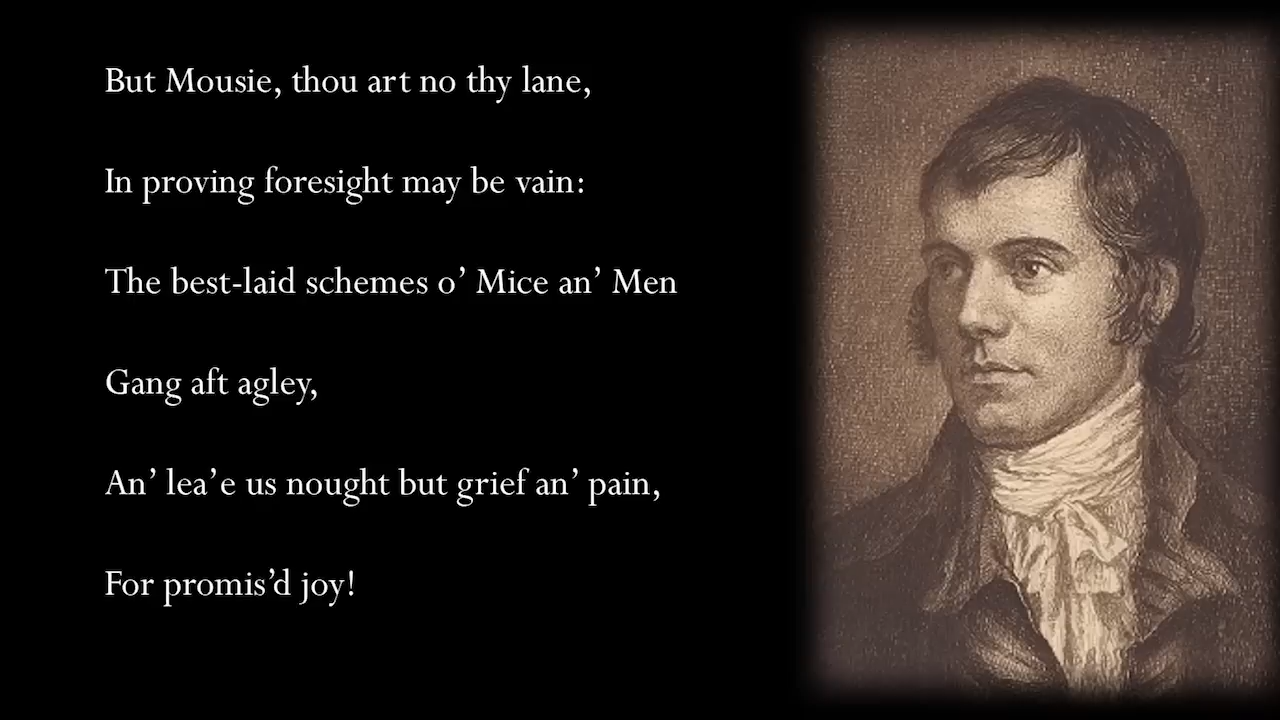 But Mousie, thou art no thy lane,
In proving foresight may be vain:
The best-laid schemes o’ Mice an’ Men
Gang aft agley,
An’ lea’e us nought but grief an’ pain,
For promis’d joy!